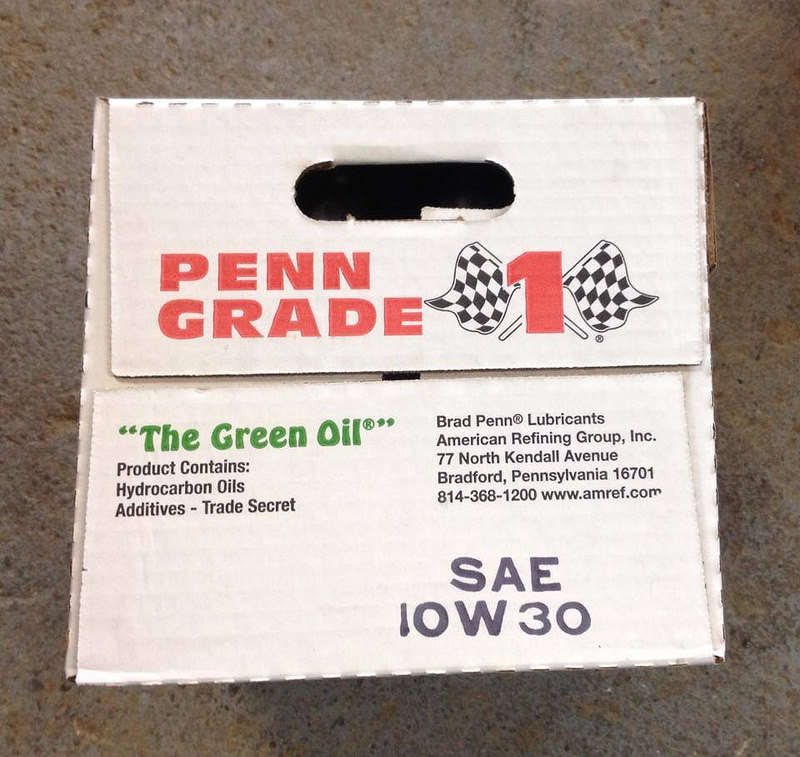 PENN
GRADE 1®
“The Green Oil®”
Product Contains:
Hydrocarbon Oils
Additives - Trade Secret
Brad Penn® Lubricants
American Refining Group, Inc.
77 North Kendall Avenue
Bradford, Pennsylvania 16701
814-368-1200 www.amref.com
SAE
10W30